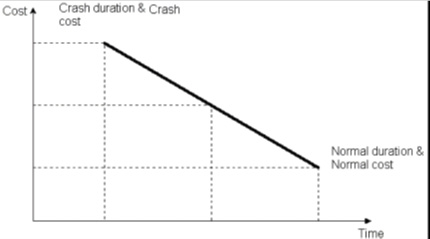 Cost
Crash duration & Crash
cost
Normal duration &
Normal cost
Time